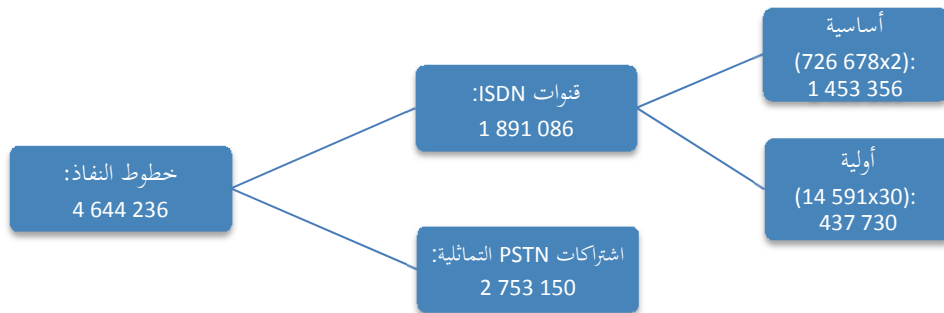 خطوط النفاذ:
4 644 236
قنوات ISDN:
1 891 086
اشتراكات PSTN التماثلية:
2 753 150
أساسية
(726 678x2):
1 453 356
أولية
(14 591x30):
437 730